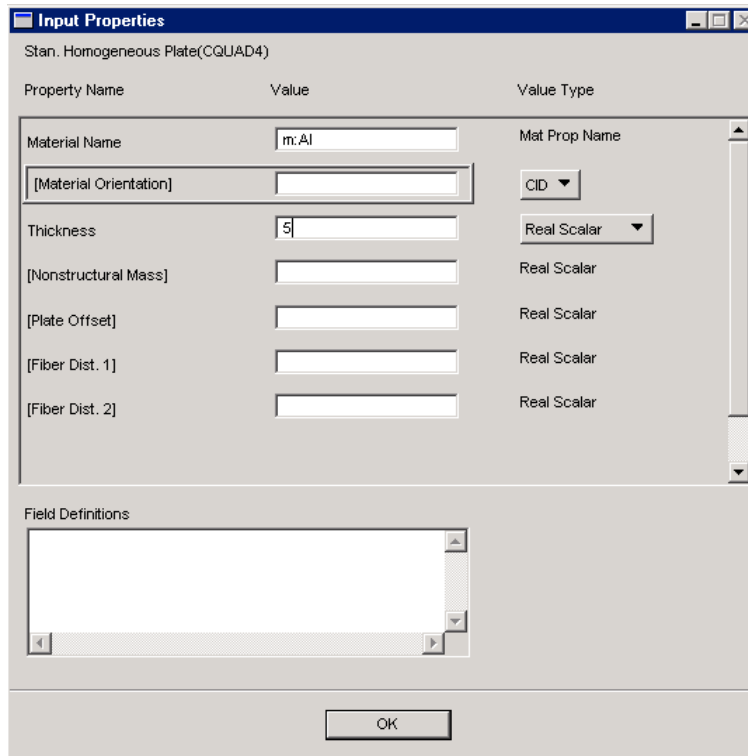 Input Properties
Stan. Homogeneous Plate(CQUAD4)
Property Name Value Value Type
Material Name m:Al Mat Prop Name
[Material Orientation] CID
Thickness 5 Real Scalar
[Nonstructural Mass] Real Scalar
[Plate Offset] Real Scalar
[Fiber Dist. 1] Real Scalar
[Fiber Dist. 2] Real Scalar
Field Definitions
OK